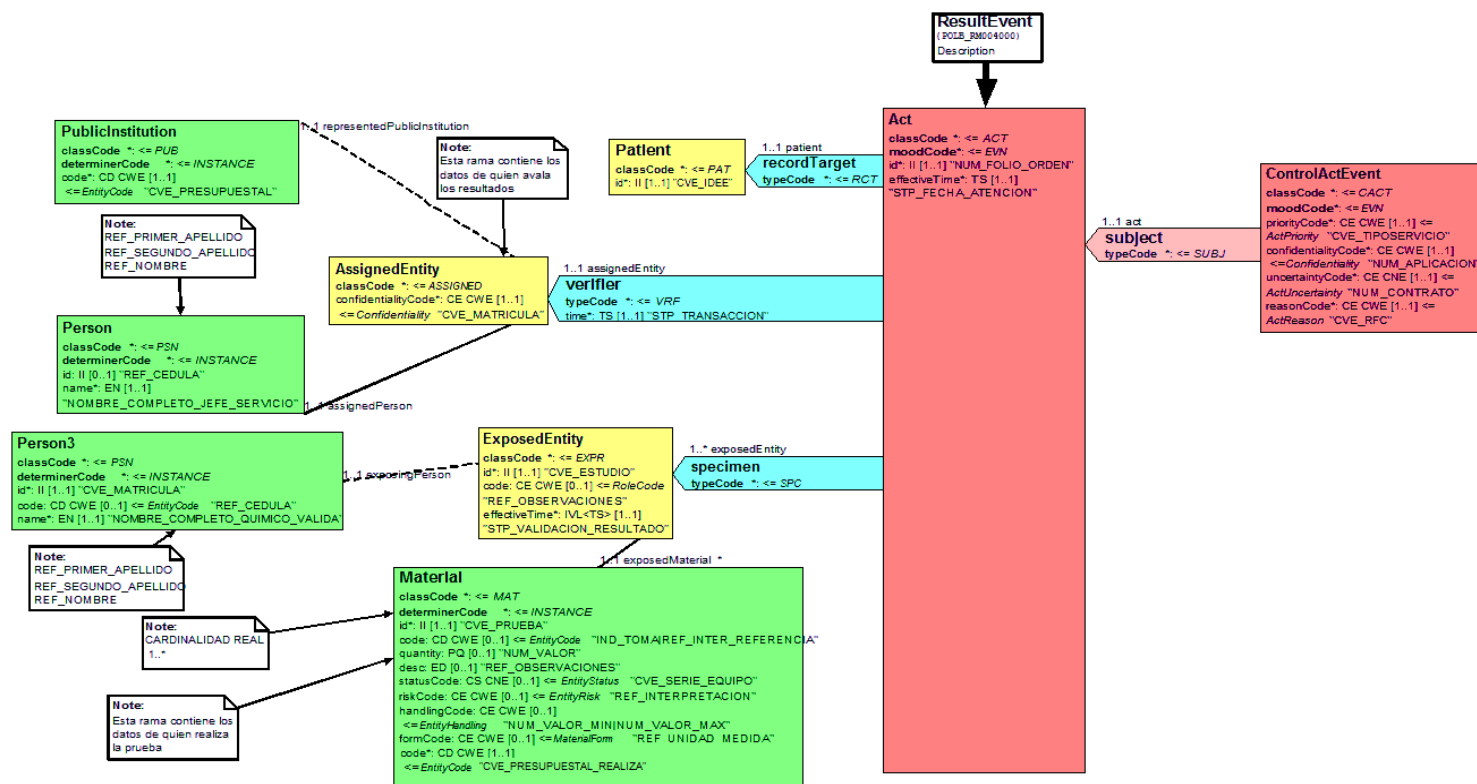 ResultEvent
(POLB_RM004000)
Description
PublicInstitution
classCode *: <= PUB
determinerCode *: <= INSTANCE
code*: CD CWE [1..1]
<=EntityCode "CVE_PRESUPUESTAL"
1..1 representedPublicInstitution
Note:
Esta rama contiene los
datos de quien avala
los resultados
Patient
classCode *: <= PAT
id*: II [1..1] "CVE_IDEE"
1..1 patient
recordTarget
typeCode *: <= RCT
Act
classCode *: <= ACT
moodCode *: <= EVN
id*: II [1..1] "NUM_FOLIO_ORDEN"
effectiveTime*: TS [1..1]
"STP_FECHA_ATENCION"
1..1 act
subject
typeCode *: <= SUBJ
ControlActEvent
classCode *: <= CACT
moodCode*: <=EVN
priorityCode*: CE CWE [1..1] <=
ActPriority "CVE_TIPOSERVICIO"
confidentialityCode*: CE CWE [1..1]
<=Confidentiality "NUM_APLICACION"
uncertaintyCode*: CE CNE [1..1] <=
ActUncertainty "NUM_CONTRATO"
reasonCode*: CE CWE [1..1] <=
ActReason "CVE_RFC"
Note:
REF_PRIMER_APELLIDO
REF_SEGUNDO_APELLIDO
REF_NOMBRE
AssignedEntity
classCode *: <= ASSIGNED
confidentialityCode*: CE CWE [1..1]
<=Confidentiality "CVE_MATRICULA"
1..1 assignedEntity
verifier
typeCode *: <= VRF
time*: TS [1..1] "STP_TRANSACCION"
Person
classCode *: <= PSN
determinerCode *: <= INSTANCE
id: II [0..1] "REF_CEDULA"
name*: EN [1..1]
"NOMBRE_COMPLETO_JEFE_SERVICIO"
1..1 assignedPerson
Person3
classCode *: <= PSN
determinerCode *: <= INSTANCE
id*: II [1..1] "CVE_MATRICULA"
code: CD CWE [0..1] <= EntityCode "REF_CEDULA"
name*: EN [1..1] "NOMBRE_COMPLETO_QUIMICO_VALIDA"
1..1 exposingPerson
ExposedEntity
classCode *: <= EXPR
id*: II [1..1] "CVE_ESTUDIO"
code: CE CWE [0..1] <= RoleCode
"REF_OBSERVACIONES"
effectiveTime*: IVL<TS> [1..1]
"STP_VALIDACION_RESULTADO"
1..* exposedEntity
specimen
typeCode *: <= SPC
Note:
REF_PRIMER_APELLIDO
REF_SEGUNDO_APELLIDO
REF_NOMBRE
1..1 exposedMaterial *
Material
classCode *: <= MAT
determinerCode *: <= INSTANCE
id*: II [1..1] "CVE_PRUEBA"
code: CD CWE [0..1] <= EntityCode "IND_TOMA|REF_INTER_REFERENCIA"
quantity: PQ [0..1] "NUM_VALOR"
desc: ED [0..1] "REF_OBSERVACIONES"
statusCode: CS CNE [0..1] <= EntityStatus "CVE_SERIE_EQUIPO"
riskCode: CE CWE [0..1] <= EntityRisk "REF_INTERPRETACION"
handlingCode: CE CWE [0..1]
<=EntityHandling "NUM_VALOR_MIN|NUM_VALOR_MAX"
formCode: CE CWE [0..1] <=MaterialForm "REF_UNIDAD_MEDIDA"
code*: CD CWE [1..1]
<=EntityCode "CVE_PRESUPUESTAL_REALIZA"
Note:
CARDINALIDAD REAL
1..*
Note:
Esta rama contiene los
datos de quien realiza
la prueba